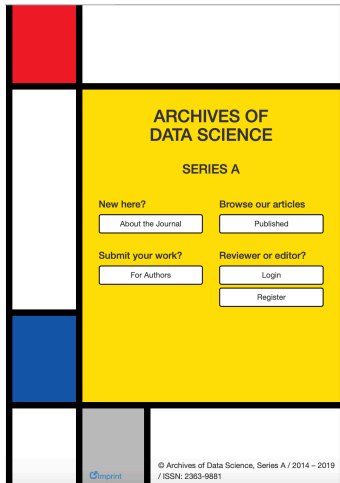 ARCHIVES OF
DATA SCIENCE
SERIES A
New here?
About the Journal
Browse our articles
Published
Submit your work?
For Authors
Reviewer or editor?
Login
Register
Imprint
© Archives of Data Science, Series A / 2014 – 2019
/ ISSN: 2363-9881